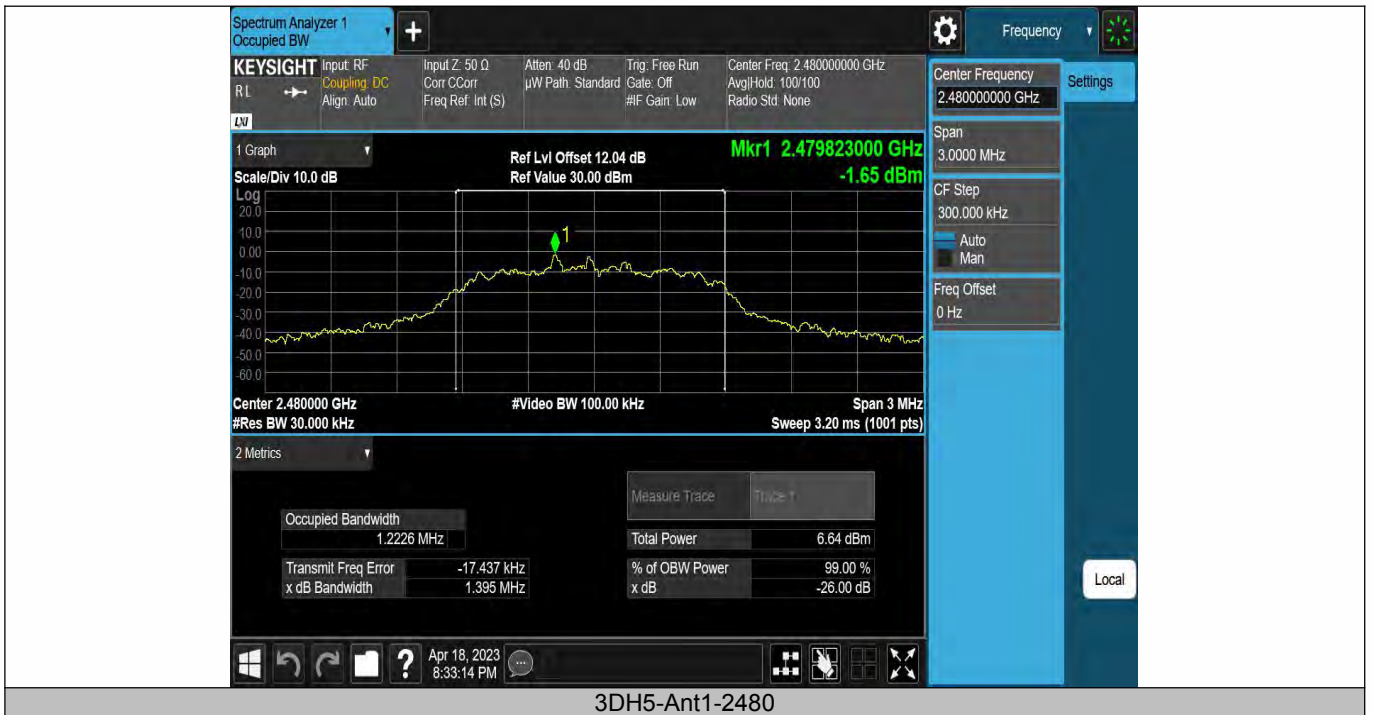 Spectrum Analyzer 1
Occupied BW
+
Frequency
KEYSIGHT
Input: RF
Coupling: DC
Align: Auto
R L
LXI
Input Z: 50 Ω
Corr CCorr
Freq Ref: Int (S)
Atten: 40 dB
µW Path: Standard
Trig: Free Run
Gate: Off
#IF Gain: Low
Center Freq: 2.480000000 GHz
Avg|Hold: 100/100
Radio Std: None
Center Frequency
2.480000000 GHz
Settings
Span
3.0000 MHz
CF Step
300.000 kHz
Auto
Man
Freq Offset
0 Hz
Local
1 Graph
Scale/Div 10.0 dB
Ref Lvl Offset 12.04 dB
Ref Value 30.00 dBm
Mkr1 2.479823000 GHz
-1.65 dBm
Log
20.0
10.0
0.00
-10.0
-20.0
-30.0
-40.0
-50.0
-60.0
1
Center 2.480000 GHz
#Res BW 30.000 kHz
#Video BW 100.00 kHz
Span 3 MHz
Sweep 3.20 ms (1001 pts)
2 Metrics
Measure Trace
Trace 1
Occupied Bandwidth
1.2226 MHz
Total Power
6.64 dBm
Transmit Freq Error
-17.437 kHz
% of OBW Power
99.00 %
x dB Bandwidth
1.395 MHz
x dB
-26.00 dB
?
Apr 18, 2023
8:33:14 PM
3DH5-Ant1-2480